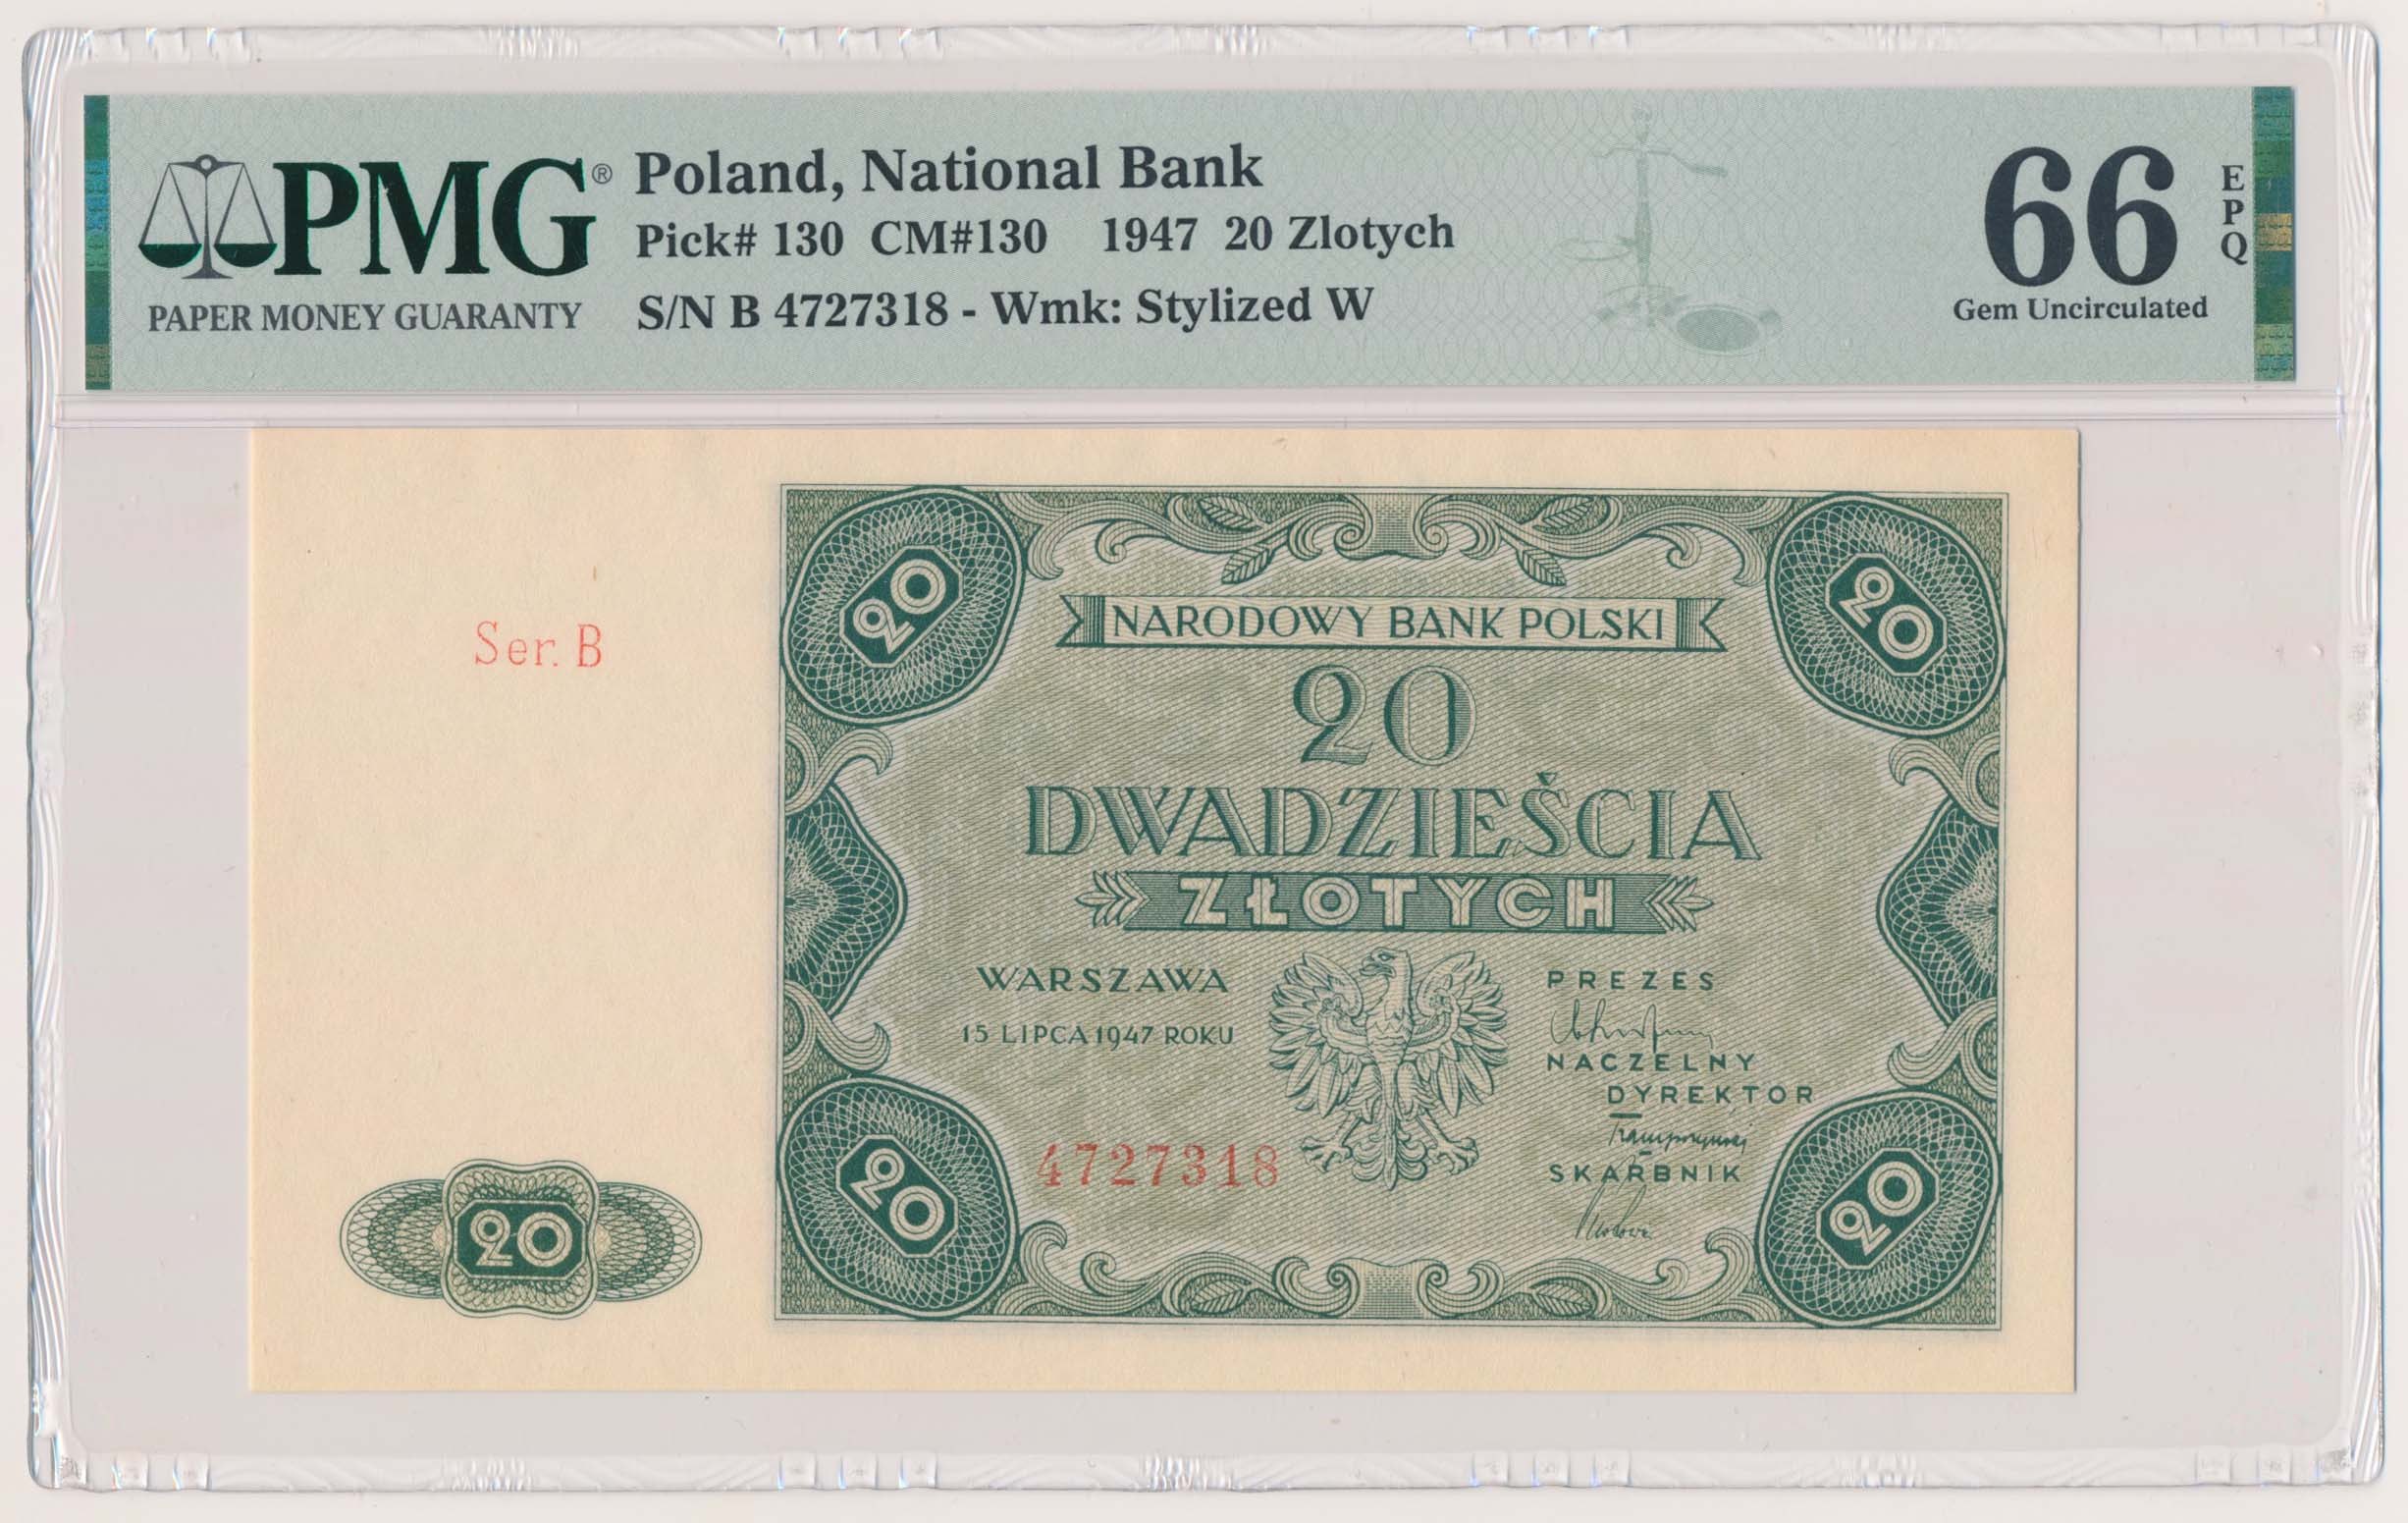 PMG®
PAPER MONEY GUARANTY
Poland, National Bank
Pick# 130 CM#130 1947 20 Zlotych
S/N B 4727318 - Wmk: Stylized W
66
EPQ
Gem Uncirculated
Ser. B
20
20
20
NARODOWY BANK POLSKI
20
DWADZIEŚCIA
ZŁOTYCH
WARSZAWA
15 LIPCA 1947 ROKU
PREZES
NACZELNY
DYREKTOR
SKARBNIK
4727318
20
20